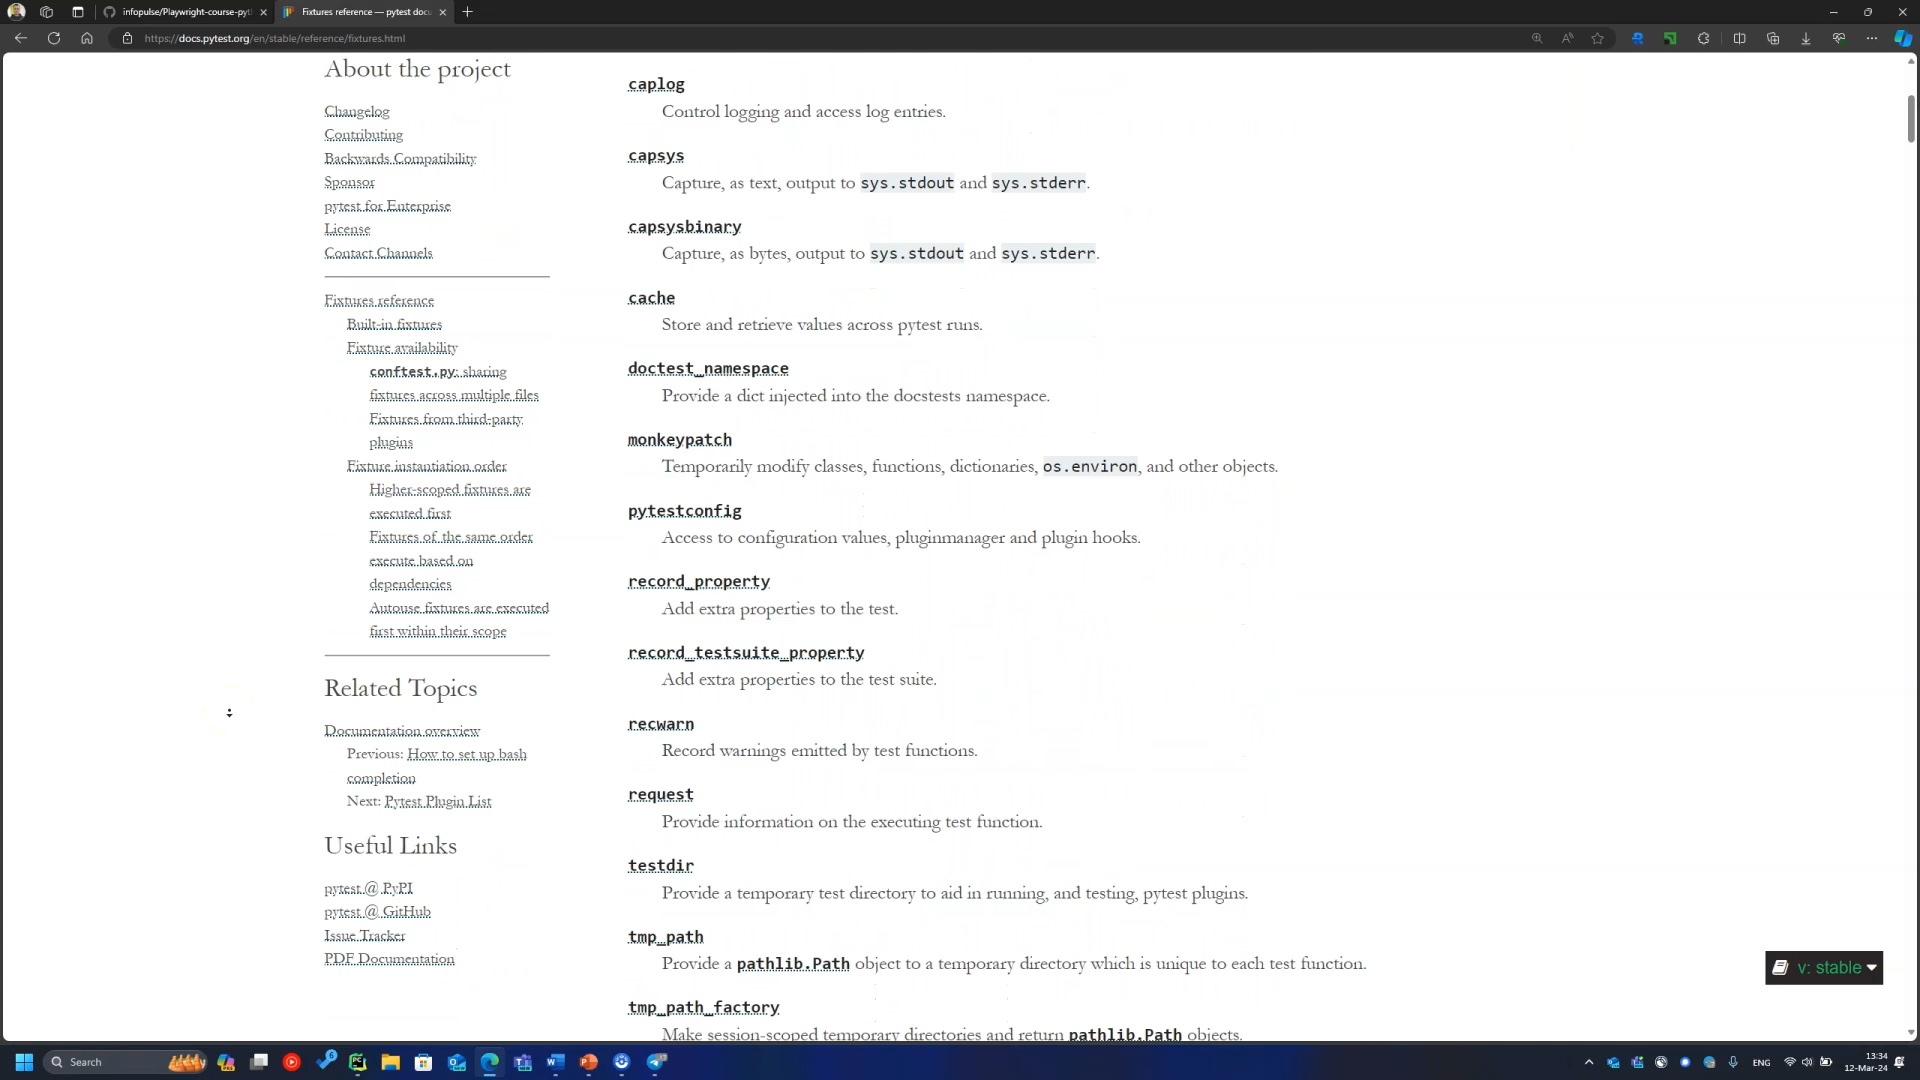 infopulse/Playwright-course-pyt
Fixtures reference — pytest docu
https://docs.pytest.org/en/stable/reference/fixtures.html
About the project
Changelog
Contributing
Backwards Compatibility
Sponsor
pytest for Enterprise
License
Contact Channels
Fixtures reference
Built-in fixtures
Fixture availability
conftest.py: sharing
fixtures across multiple files
Fixtures from third-party
plugins
Fixture instantiation order
Higher-scoped fixtures are
executed first
Fixtures of the same order
execute based on
dependencies
Autouse fixtures are executed
first within their scope
Related Topics
Documentation overview
Previous: How to set up bash
completion
Next: Pytest Plugin List
Useful Links
pytest @ PyPI
pytest @ GitHub
Issue Tracker
PDF Documentation
caplog
Control logging and access log entries.
capsys
Capture, as text, output to sys.stdout and sys.stderr.
capsysbinary
Capture, as bytes, output to sys.stdout and sys.stderr.
cache
Store and retrieve values across pytest runs.
doctest_namespace
Provide a dict injected into the docstests namespace.
monkeypatch
Temporarily modify classes, functions, dictionaries, os.environ, and other objects.
pytestconfig
Access to configuration values, pluginmanager and plugin hooks.
record_property
Add extra properties to the test.
record_testsuite_property
Add extra properties to the test suite.
recwarn
Record warnings emitted by test functions.
request
Provide information on the executing test function.
testdir
Provide a temporary test directory to aid in running, and testing, pytest plugins.
tmp_path
Provide a pathlib.Path object to a temporary directory which is unique to each test function.
tmp_path_factory
Make session-scoped temporary directories and return pathlib.Path objects.
v: stable
Search
6
ENG
13:34
12-Mar-24